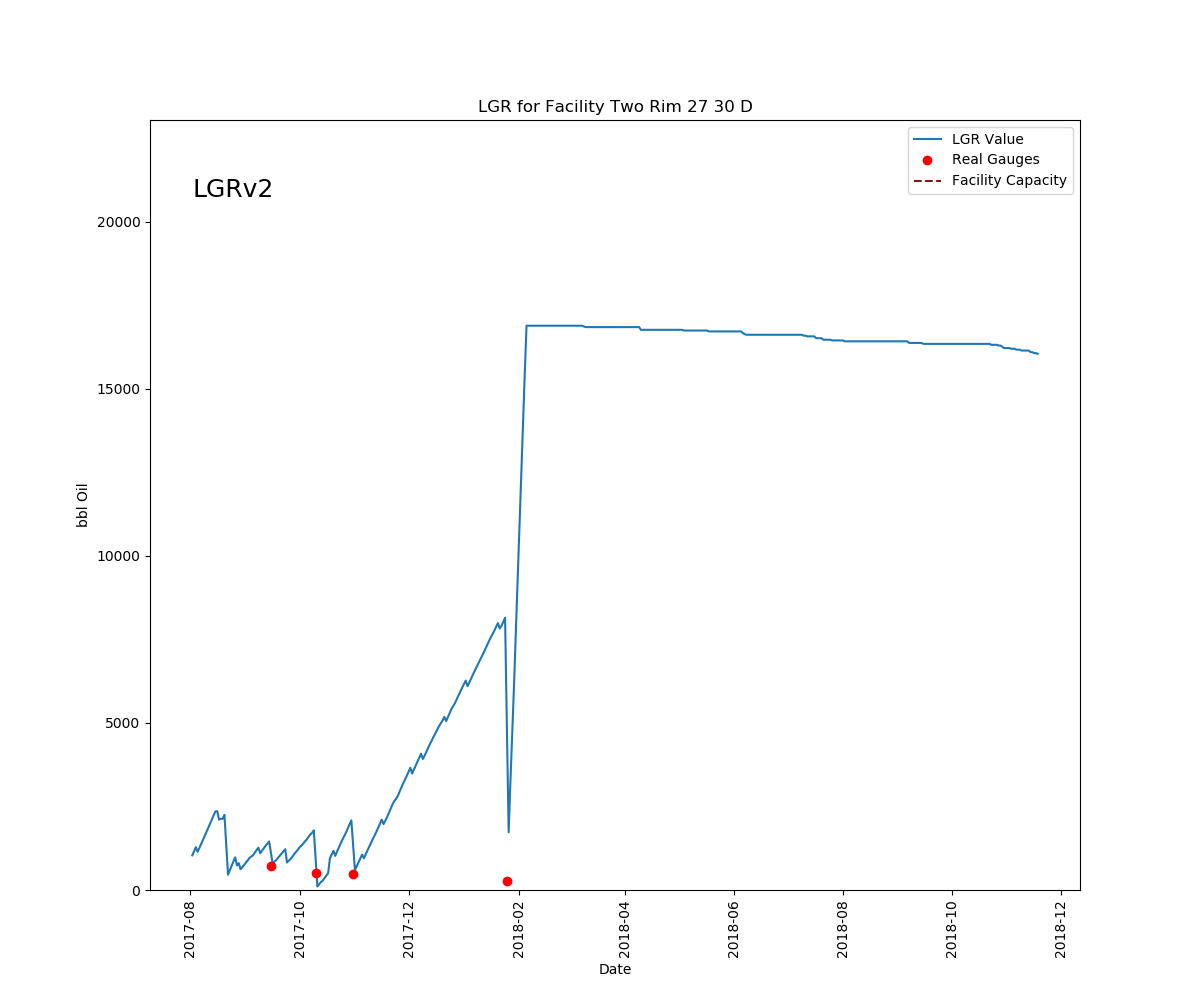 LGR for Facility Two Rim 27 30 D
LGR Value
Real Gauges
Facility Capacity
LGRv2
20000
15000
10000
5000
0
bbl Oil
2017-08
2017-10
2017-12
2018-02
2018-04
2018-06
2018-08
2018-10
2018-12
Date